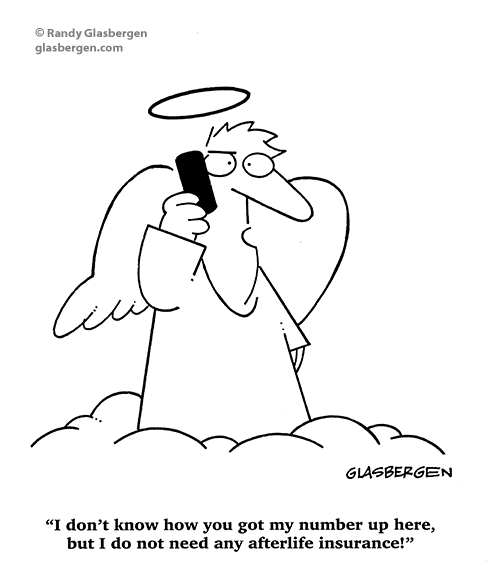 © Randy Glasbergen
glasbergen.com
GLASBERGEN
“I don’t know how you got my number up here,
but I do not need any afterlife insurance!”